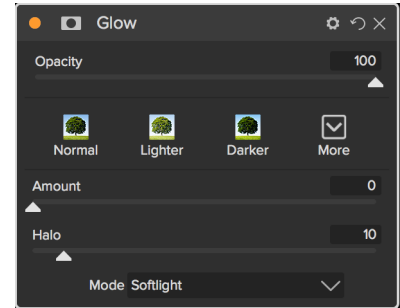 Glow
Opacity 100
Normal Lighter Darker More
Amount 0
Halo 10
Mode Softlight